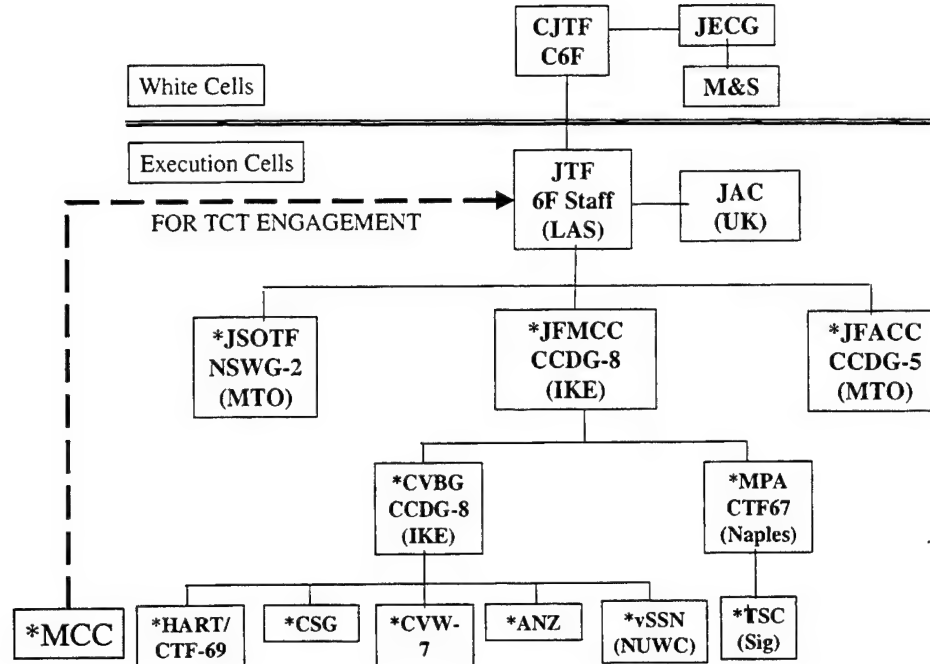 CJTF
C6F
JECG
M&S
White Cells
Execution Cells
JTF
6F Staff
(LAS)
JAC
(UK)
FOR TCT ENGAGEMENT
*JSOTF
NSWG-2
(MTO)
*JFMCC
CCDG-8
(IKE)
*JFACC
CCDG-5
(MTO)
*CVBG
CCDG-8
(IKE)
*MPA
CTF67
(Naples)
*MCC
*HART/
CTF-69
*CSG
*CVW-
7
*ANZ
*vSSN
(NUWC)
*TSC
(Sig)